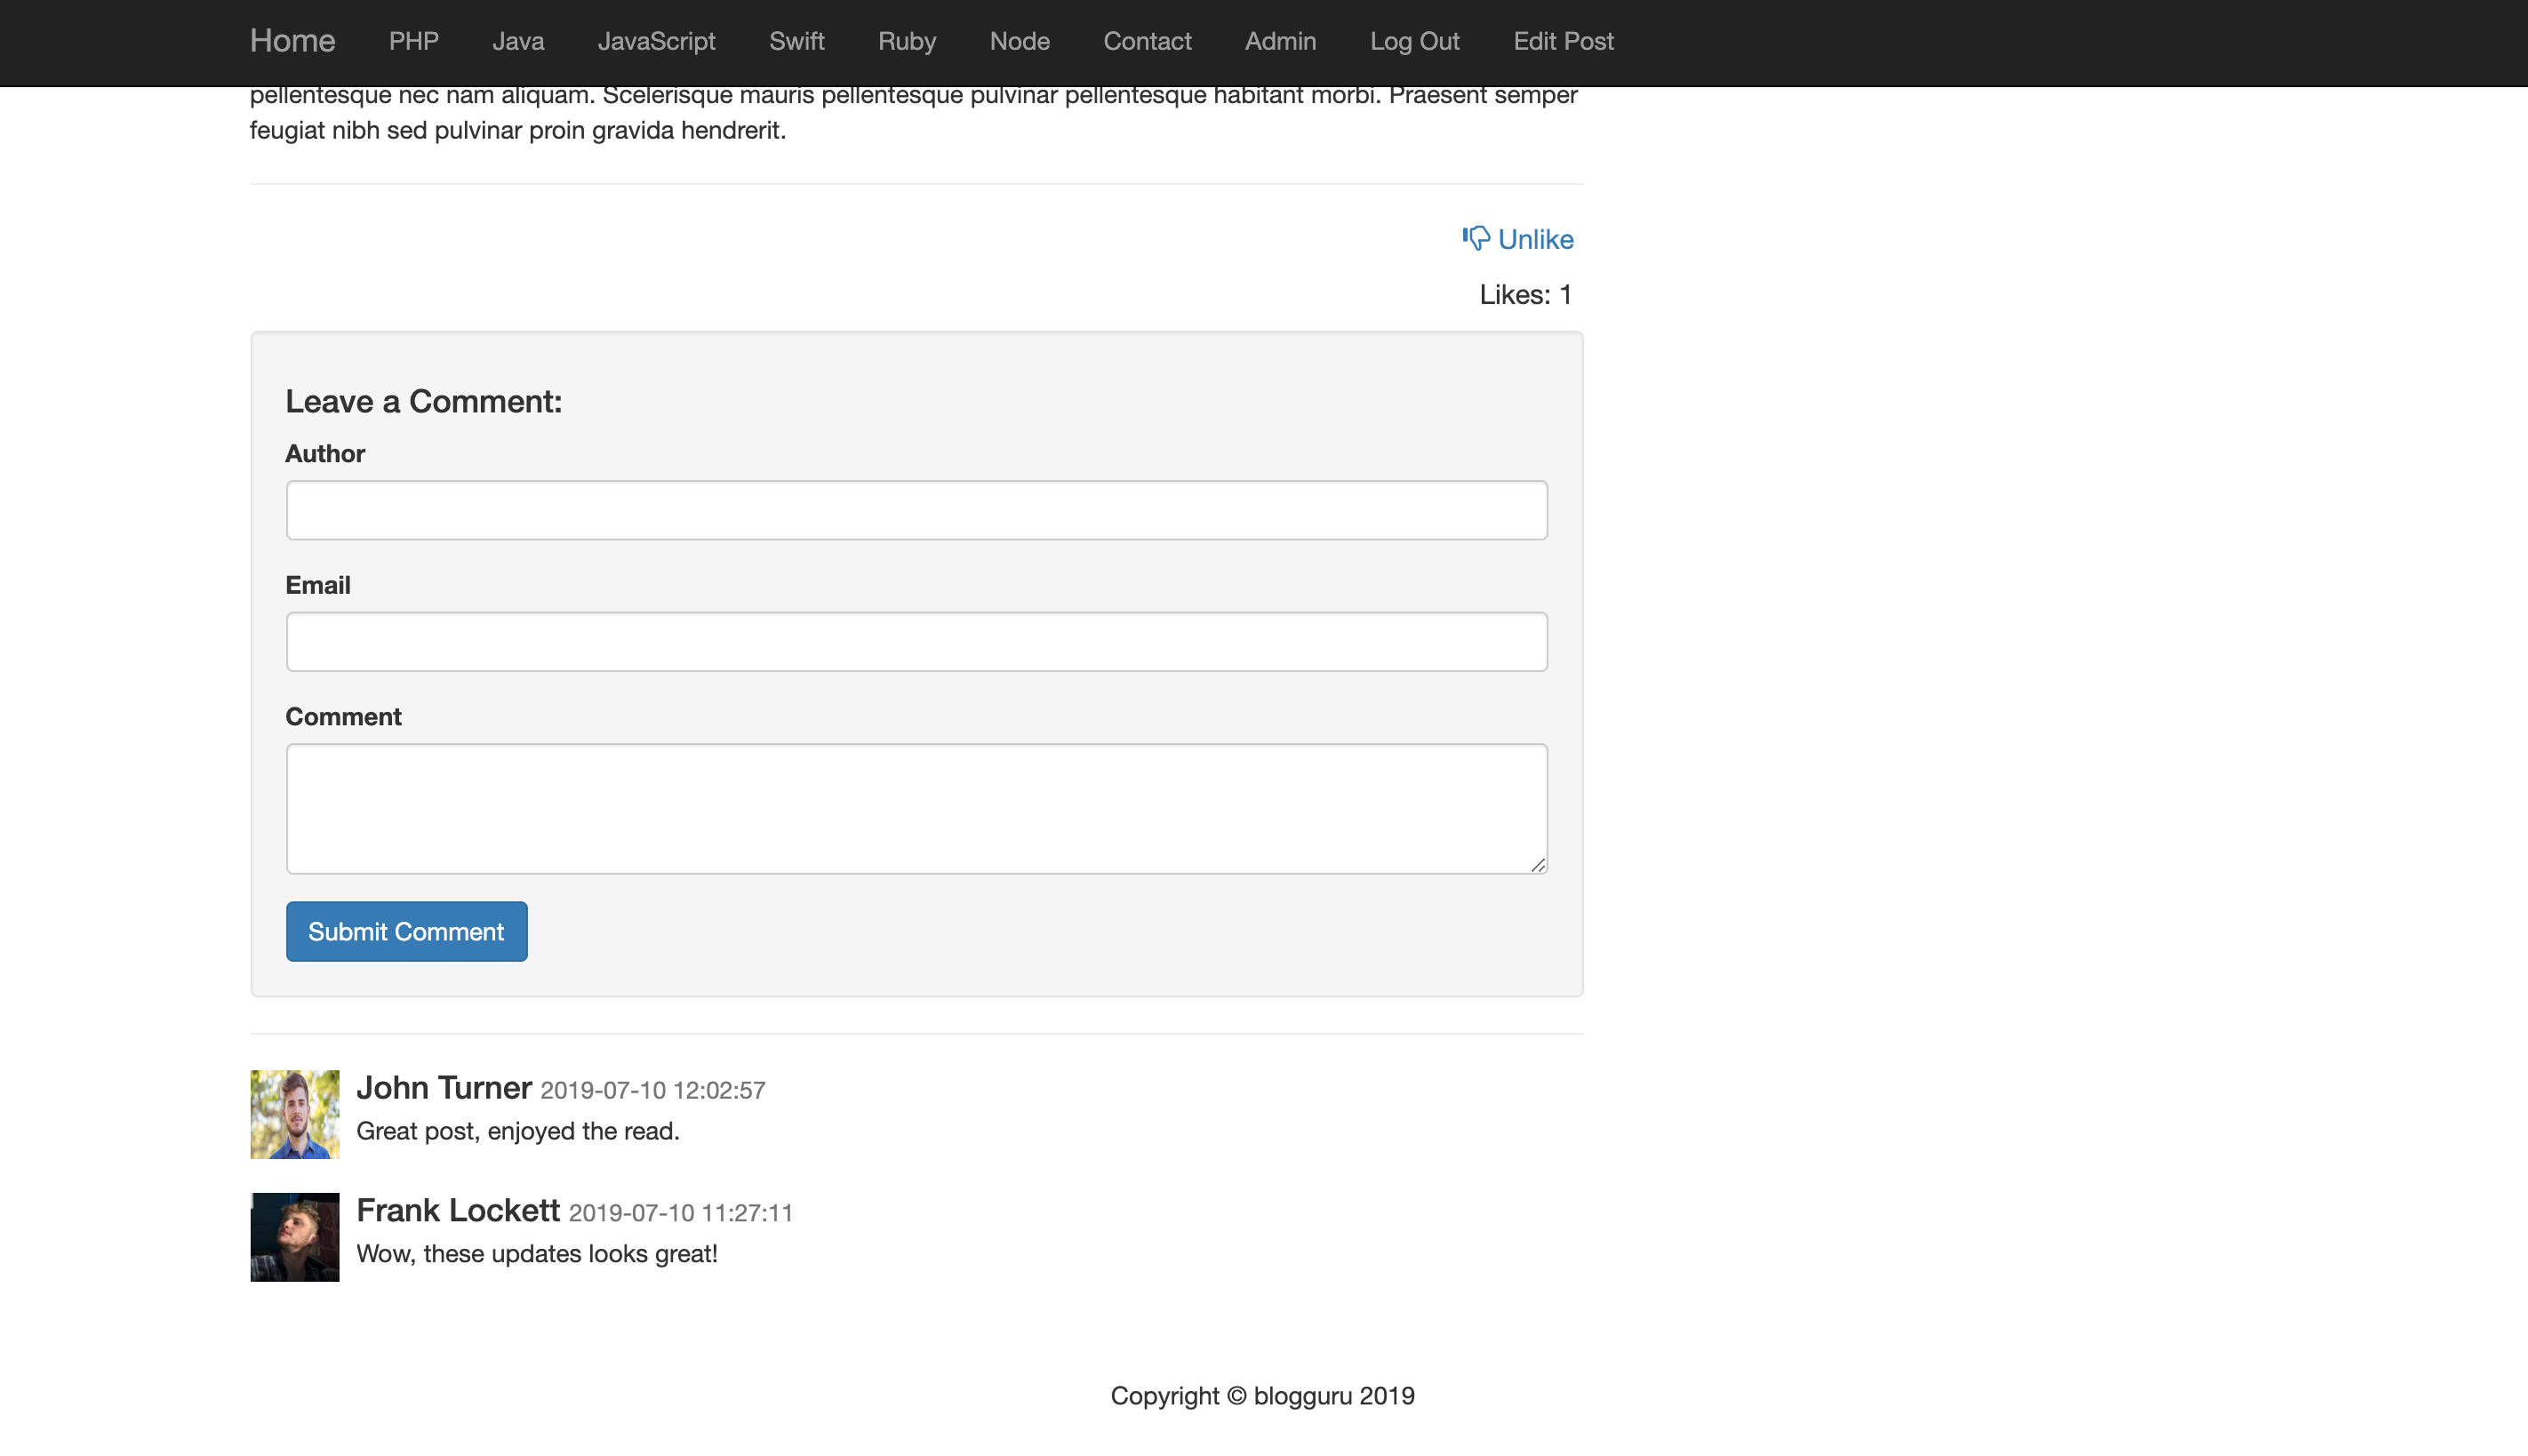 Home PHP Java JavaScript Swift Ruby Node Contact Admin Log Out Edit Post
pellentesque nec nam aliquam. Scelerisque mauris pellentesque pulvinar pellentesque habitant morbi. Praesent semper
feugiat nibh sed pulvinar proin gravida hendrerit.
Unlike
Likes: 1
Leave a Comment:
Author
Email
Comment
Submit Comment
John Turner 2019-07-10 12:02:57
Great post, enjoyed the read.
Frank Lockett 2019-07-10 11:27:11
Wow, these updates looks great!
Copyright © blogguru 2019